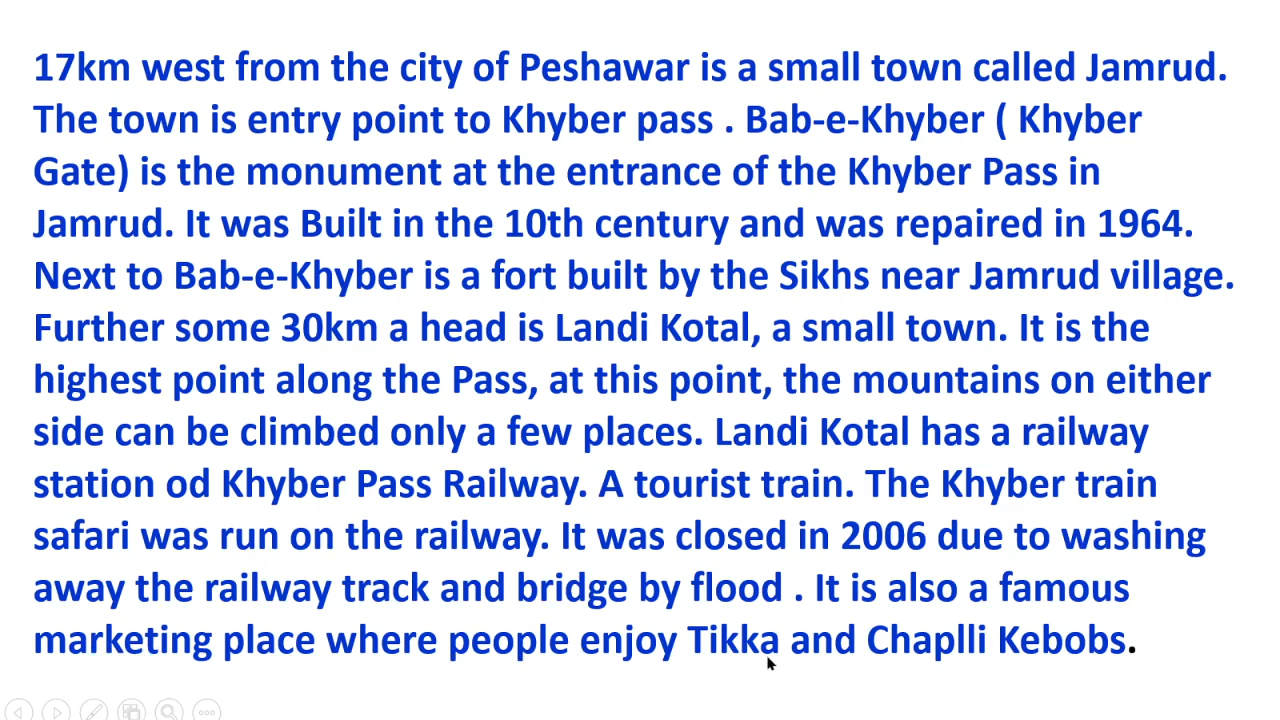 17km west from the city of Peshawar is a small town called Jamrud.
The town is entry point to Khyber pass . Bab-e-Khyber ( Khyber
Gate) is the monument at the entrance of the Khyber Pass in
Jamrud. It was Built in the 10th century and was repaired in 1964.
Next to Bab-e-Khyber is a fort built by the Sikhs near Jamrud village.
Further some 30km a head is Landi Kotal, a small town. It is the
highest point along the Pass, at this point, the mountains on either
side can be climbed only a few places. Landi Kotal has a railway
station od Khyber Pass Railway. A tourist train. The Khyber train
safari was run on the railway. It was closed in 2006 due to washing
away the railway track and bridge by flood . It is also a famous
marketing place where people enjoy Tikka and Chaplli Kebobs.